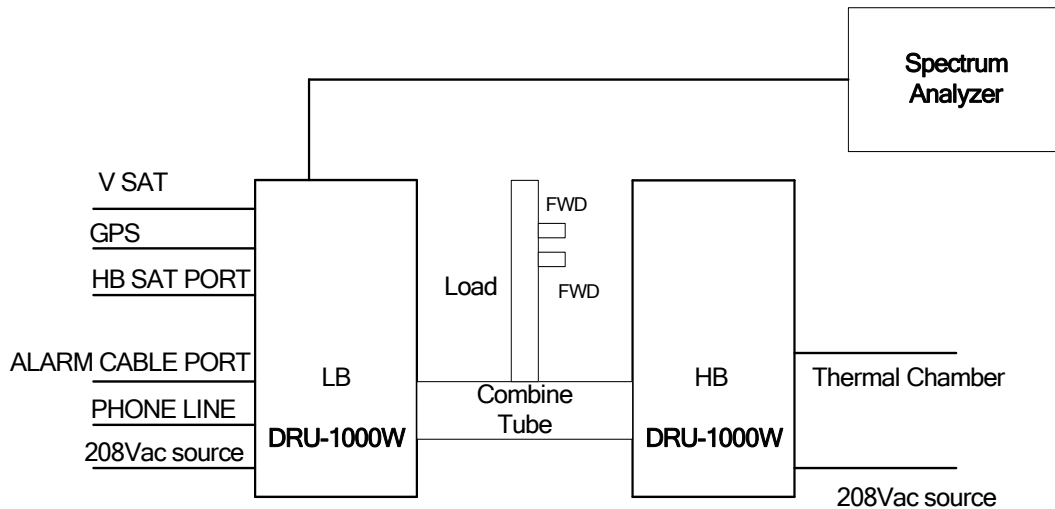 Spectrum
Analyzer
V SAT
GPS
HB SAT PORT
ALARM CABLE PORT
PHONE LINE
208Vac source
LB
DRU-1000W
FWD
Load
FWD
Combine
Tube
HB
DRU-1000W
Thermal Chamber
208Vac source